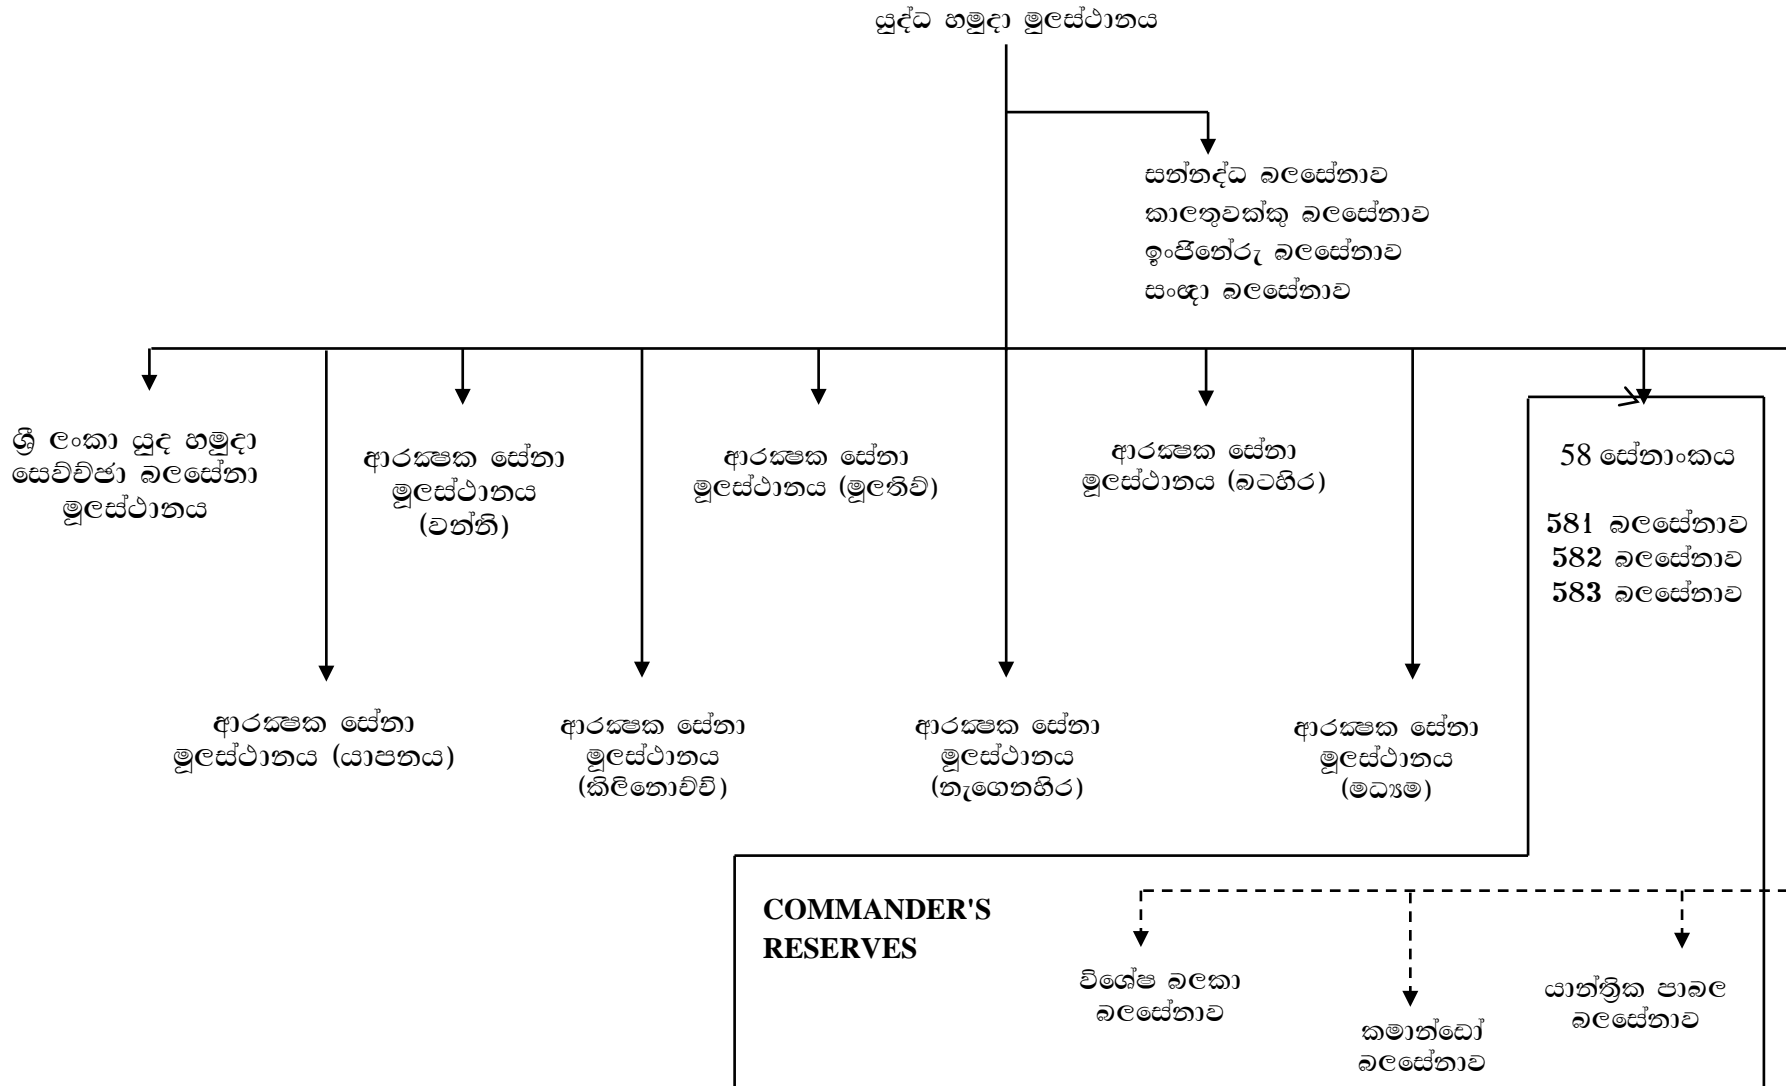 යුද්ධ හමුදා මූලස්ථානය
සන්නද්ධ බලසේනාව
කාලතුවක්කු බලසේනාව
ඉංජිනේරු බලසේනාව
සංඥා බලසේනාව
ශ්‍රී ලංකා යුද හමුදා
සෙව්ච්ඡා බලසේනා
මූලස්ථානය
ආරක්‍ෂක සේනා
මූලස්ථානය
(වන්නි)
ආරක්‍ෂක සේනා
මූලස්ථානය (මූලතිව්)
ආරක්‍ෂක සේනා
මූලස්ථානය (බටහිර)
58 සේනාංකය
581 බලසේනාව
582 බලසේනාව
583 බලසේනාව
ආරක්‍ෂක සේනා
මූලස්ථානය (යාපනය)
ආරක්‍ෂක සේනා
මූලස්ථානය
(කිලිනොච්චි)
ආරක්‍ෂක සේනා
මූලස්ථානය
(නැගෙනහිර)
ආරක්‍ෂක සේනා
මූලස්ථානය
(මධ්‍යම)
COMMANDER'S
RESERVES
විශේෂ බලකා
බලසේනාව
කමාන්ඩෝ
බලසේනාව
යාන්ත්‍රික පාබල
බලසේනාව